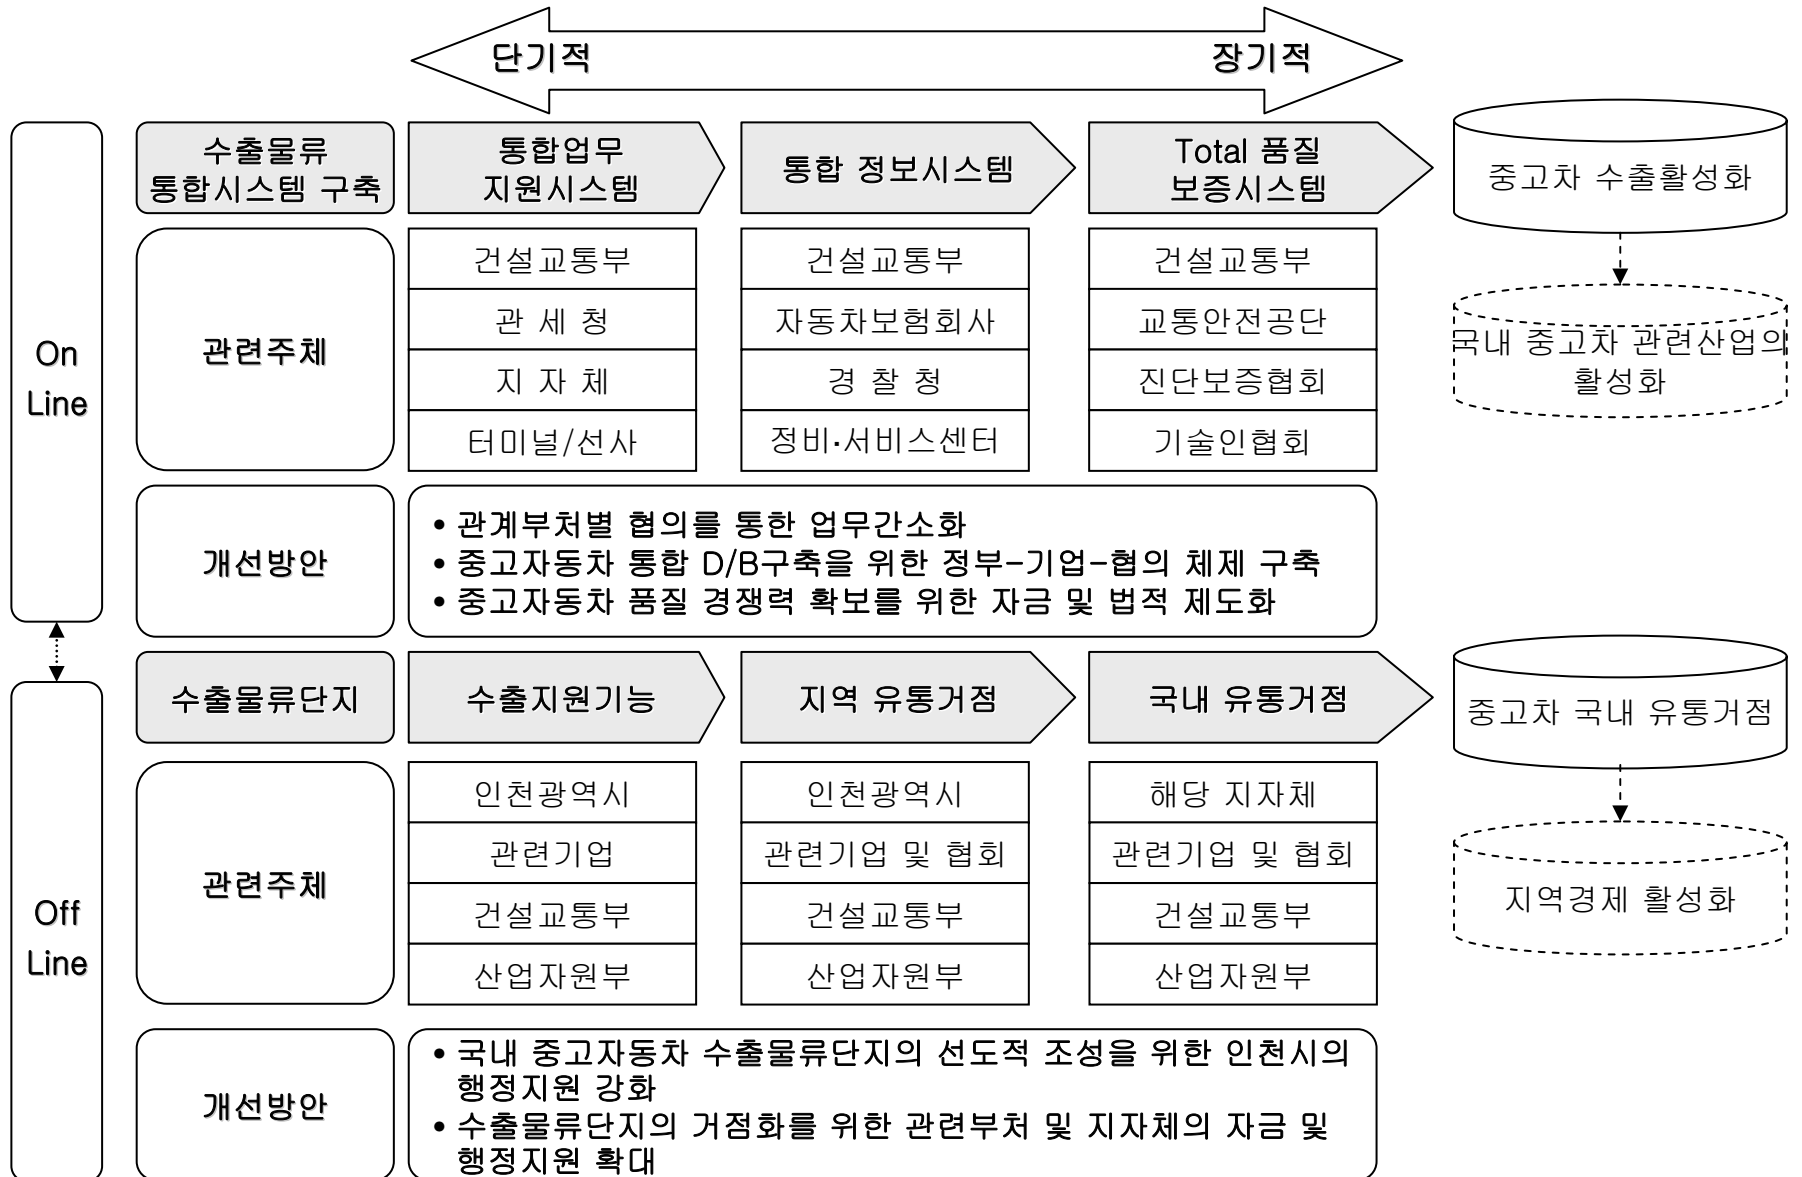 단기적 장기적
수출물류
통합시스템 구축
통합업무
지원시스템
통합 정보시스템
Total 품질
보증시스템
중고차 수출활성화
On
Line
관련주체
건설교통부 건설교통부 건설교통부
관 세 청 자동차보험회사 교통안전공단
지 자 체 경 찰 청 진단보증협회
터미널/선사 정비·서비스센터 기술인협회
국내 중고차 관련산업의
활성화
개선방안
• 관계부처별 협의를 통한 업무간소화
• 중고자동차 통합 D/B구축을 위한 정부-기업-협의 체제 구축
• 중고자동차 품질 경쟁력 확보를 위한 자금 및 법적 제도화
수출물류단지 수출지원기능 지역 유통거점 국내 유통거점
중고차 국내 유통거점
Off
Line
관련주체
인천광역시 인천광역시 해당 지자체
관련기업 관련기업 및 협회 관련기업 및 협회
건설교통부 건설교통부 건설교통부
산업자원부 산업자원부 산업자원부
지역경제 활성화
개선방안
• 국내 중고자동차 수출물류단지의 선도적 조성을 위한 인천시의
행정지원 강화
• 수출물류단지의 거점화를 위한 관련부처 및 지자체의 자금 및
행정지원 확대